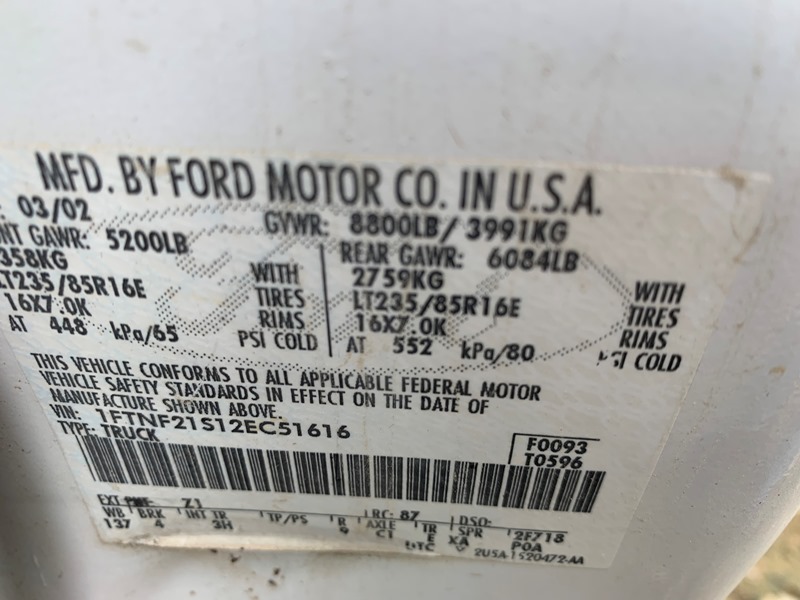 MFD. BY FORD MOTOR CO. IN U.S.A.
03/02 GVWR: 8800LB/ 3991KG
NT GAWR: 5200LB REAR GAWR: 6084LB
358KG WITH 2759KG WITH
LT235/85R16E TIRES LT235/85R16E TIRES
16X7.0K RIMS 16X7.0K RIMS
AT 448 kPa/65 PSI COLD AT 552 kPa/80 PSI COLD
THIS VEHICLE CONFORMS TO ALL APPLICABLE FEDERAL MOTOR
VEHICLE SAFETY STANDARDS IN EFFECT ON THE DATE OF
MANUFACTURE SHOWN ABOVE.
VIN: 1FTNF21S12EC51616
TYPE: TRUCK
F0093
T0596
EXT PNT: Z1 RC: 87 DSO:
WB BRK INT TR TP/PS R AXLE TR SPR 2F718
137 4 3H 9 C1 E XA POA
UTC 2USA-1520472-AA